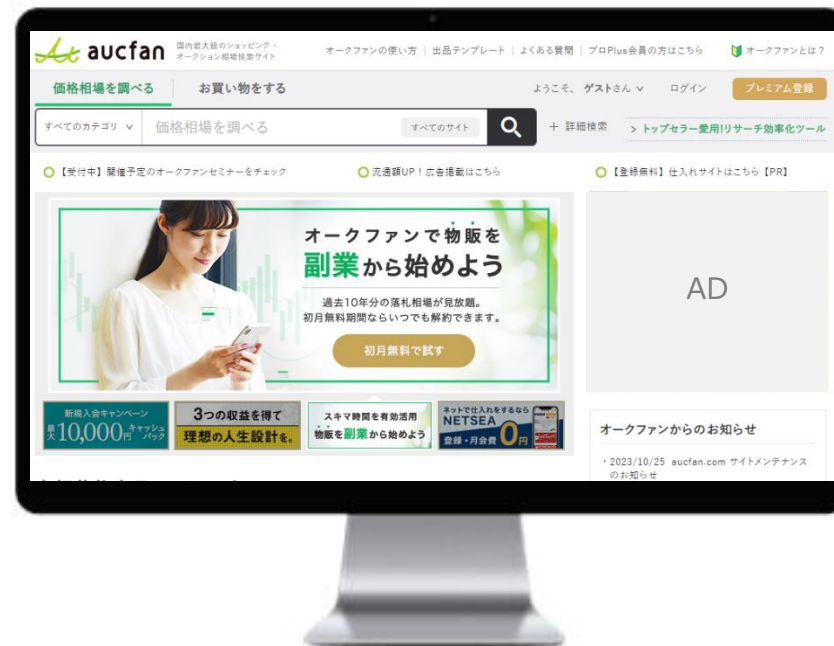 aucfan
国内最大級のショッピング・
オークション相場検索サイト
オークファンの使い方 | 出品テンプレート | よくある質問 | プロPlus会員の方はこちら
オークファンとは?
価格相場を調べる
お買い物をする
ようこそ、ゲストさん ∨
ログイン
プレミアム登録
すべてのカテゴリ ∨
価格相場を調べる
すべてのサイト
+ 詳細検索
> トップセラー愛用!リサーチ効率化ツール
【受付中】開催予定のオークファンセミナーをチェック
流通額UP!広告掲載はこちら
【登録無料】仕入れサイトはこちら【PR】
オークファンで物販を
副業から始めよう
過去10年分の落札相場が見放題。
初月無料期間ならいつでも解約できます。
初月無料で試す
AD
新規入会キャンペーン
最大10,000円キャッシュバック
3つの収益を得て
理想の人生設計を。
スキマ時間を有効活用
物販を副業から始めよう
ネットで仕入れをするなら
NETSEA
登録・月会費0円
オークファンからのお知らせ
・2023/10/25 aucfan.com サイトメンテナンス
のお知らせ